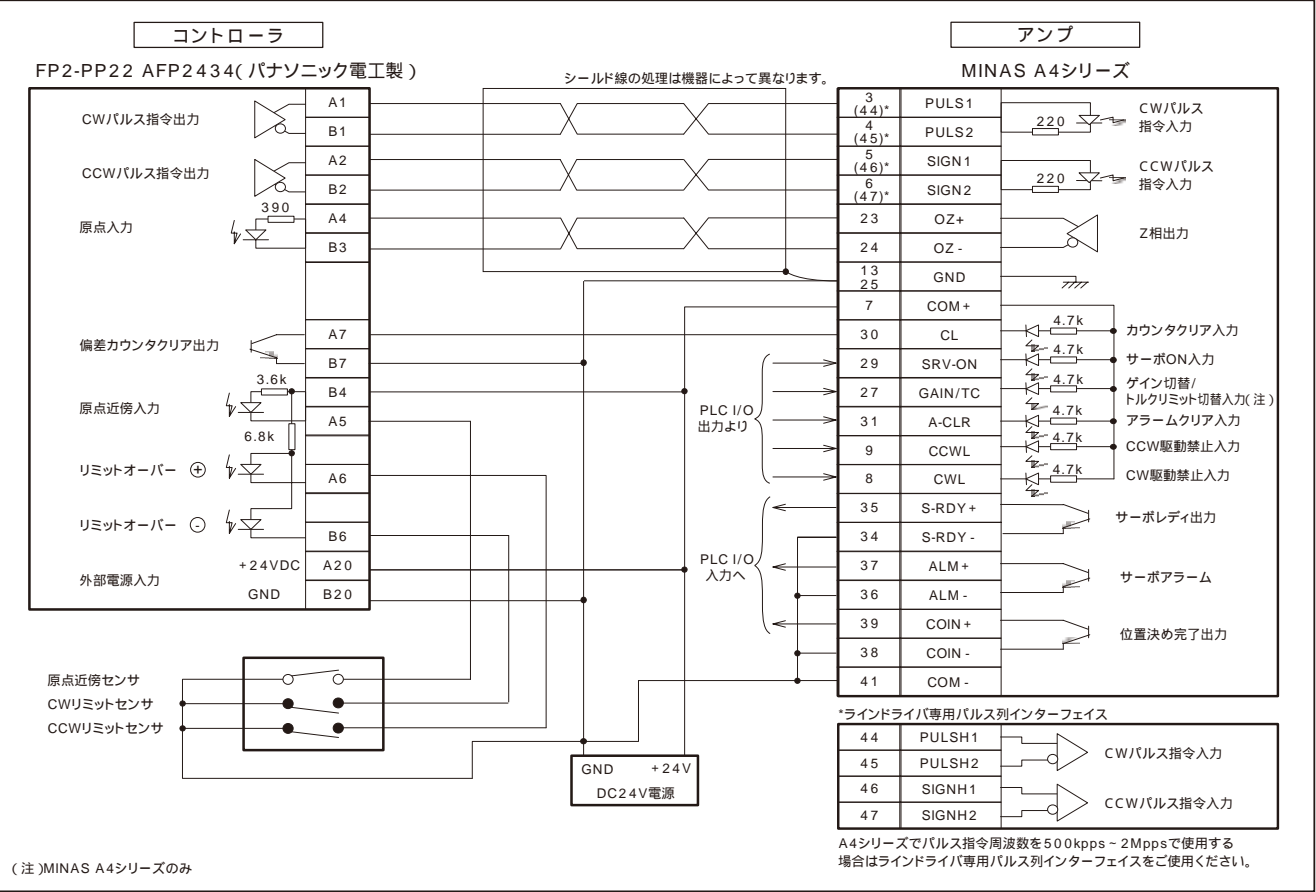 コントローラ
FP2-PP22 AFP2434(パナソニック電工製)
CWパルス指令出力
CCWパルス指令出力
390
原点入力
偏差カウンタクリア出力
3.6k
原点近傍入力
6.8k
リミットオーバー ⊕
リミットオーバー ⊖
+24VDC
外部電源入力
GND
A1
B1
A2
B2
A4
B3
A7
B7
B4
A5
A6
B6
A20
B20
シールド線の処理は機器によって異なります。
PLC I/O
出力より
PLC I/O
入力へ
原点近傍センサ
CWリミットセンサ
CCWリミットセンサ
GND +24V
DC24V電源
アンプ
MINAS A4シリーズ
3
(44)*
PULS1
4
(45)*
PULS2
5
(46)*
SIGN1
6
(47)*
SIGN2
23 OZ+
24 OZ-
13
25
GND
7 COM+
30 CL
29 SRV-ON
27 GAIN/TC
31 A-CLR
9 CCWL
8 CWL
35 S-RDY+
34 S-RDY-
37 ALM+
36 ALM-
39 COIN+
38 COIN-
41 COM-
220
CWパルス
指令入力
220
CCWパルス
指令入力
Z相出力
4.7k
カウンタクリア入力
4.7k
サーボON入力
4.7k
ゲイン切替/
トルクリミット切替入力(注)
4.7k
アラームクリア入力
4.7k
CCW駆動禁止入力
4.7k
CW駆動禁止入力
サーボレディ出力
サーボアラーム
位置決め完了出力
*ラインドライバ専用パルス列インターフェイス
44 PULSH1
45 PULSH2
CWパルス指令入力
46 SIGNH1
47 SIGNH2
CCWパルス指令入力
A4シリーズでパルス指令周波数を500kpps~2Mppsで使用する
場合はラインドライバ専用パルス列インターフェイスをご使用ください。
(注)MINAS A4シリーズのみ